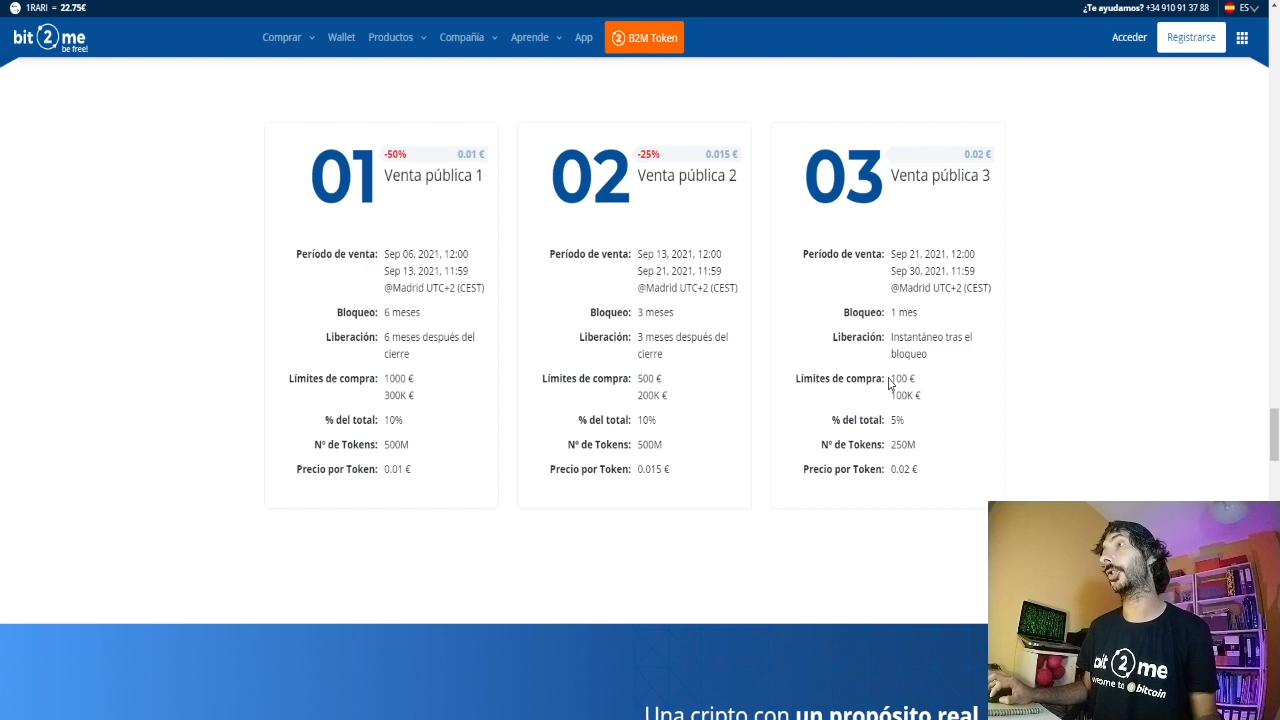 1RARI = 22.75€
¿Te ayudamos? +34 910 91 37 88
ES
bit2me
be free!
Comprar
Wallet
Productos
Compañía
Aprende
App
B2M Token
Acceder
Registrarse
01
-50% 0.01 €
Venta pública 1
Período de venta: Sep 06, 2021, 12:00
Sep 13, 2021, 11:59
@Madrid UTC+2 (CEST)
Bloqueo: 6 meses
Liberación: 6 meses después del
cierre
Límites de compra: 1000 €
300K €
% del total: 10%
Nº de Tokens: 500M
Precio por Token: 0.01 €
02
-25% 0.015 €
Venta pública 2
Período de venta: Sep 13, 2021, 12:00
Sep 21, 2021, 11:59
@Madrid UTC+2 (CEST)
Bloqueo: 3 meses
Liberación: 3 meses después del
cierre
Límites de compra: 500 €
200K €
% del total: 10%
Nº de Tokens: 500M
Precio por Token: 0.015 €
03
0.02 €
Venta pública 3
Período de venta: Sep 21, 2021, 12:00
Sep 30, 2021, 11:59
@Madrid UTC+2 (CEST)
Bloqueo: 1 mes
Liberación: Instantáneo tras el
bloqueo
Límites de compra: 100 €
100K €
% del total: 5%
Nº de Tokens: 250M
Precio por Token: 0.02 €
Una cripto con un propósito real
bit2me
welcome to bitcoin